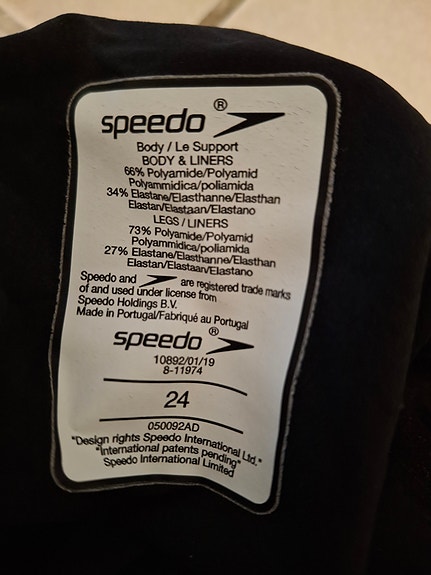 speedo®
Body / Le Support
BODY & LINERS
66% Polyamide/Polyamid
Polyammidica/poliamida
34% Elastane/Elasthanne/Elasthan
Elastan/Elastaan/Elastano
LEGS / LINERS
73% Polyamide/Polyamid
Polyammidica/poliamida
27% Elastane/Elasthanne/Elasthan
Elastan/Elastaan/Elastano
Speedo and are registered trade marks
of and used under license from
Speedo Holdings B.V.
Made in Portugal/Fabriqué au Portugal
speedo®
10892/01/19
8-11974
24
050092AD
"Design rights Speedo International Ltd."
"International patents pending"
Speedo International Limited